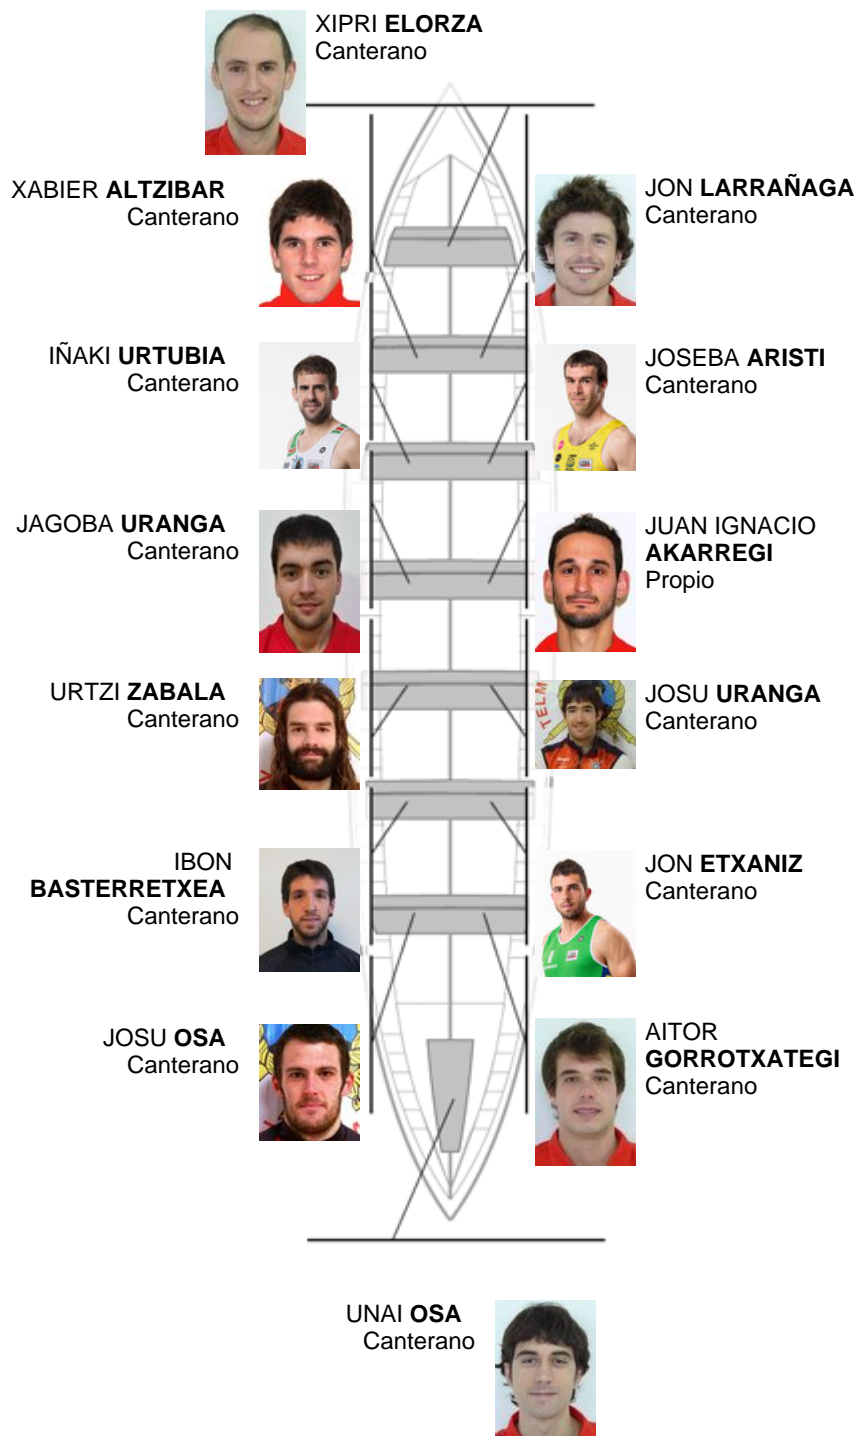 XIPRI ELORZA
Canterano
XABIER ALTZIBAR
Canterano
JON LARRAÑAGA
Canterano
IÑAKI URTUBIA
Canterano
JOSEBA ARISTI
Canterano
JAGOBA URANGA
Canterano
JUAN IGNACIO
AKARREGI
Propio
URTZI ZABALA
Canterano
JOSU URANGA
Canterano
TELM
IBON
BASTERRETXEA
Canterano
JON ETXANIZ
Canterano
JOSU OSA
Canterano
AITOR
GORROTXATEGI
Canterano
UNAI OSA
Canterano